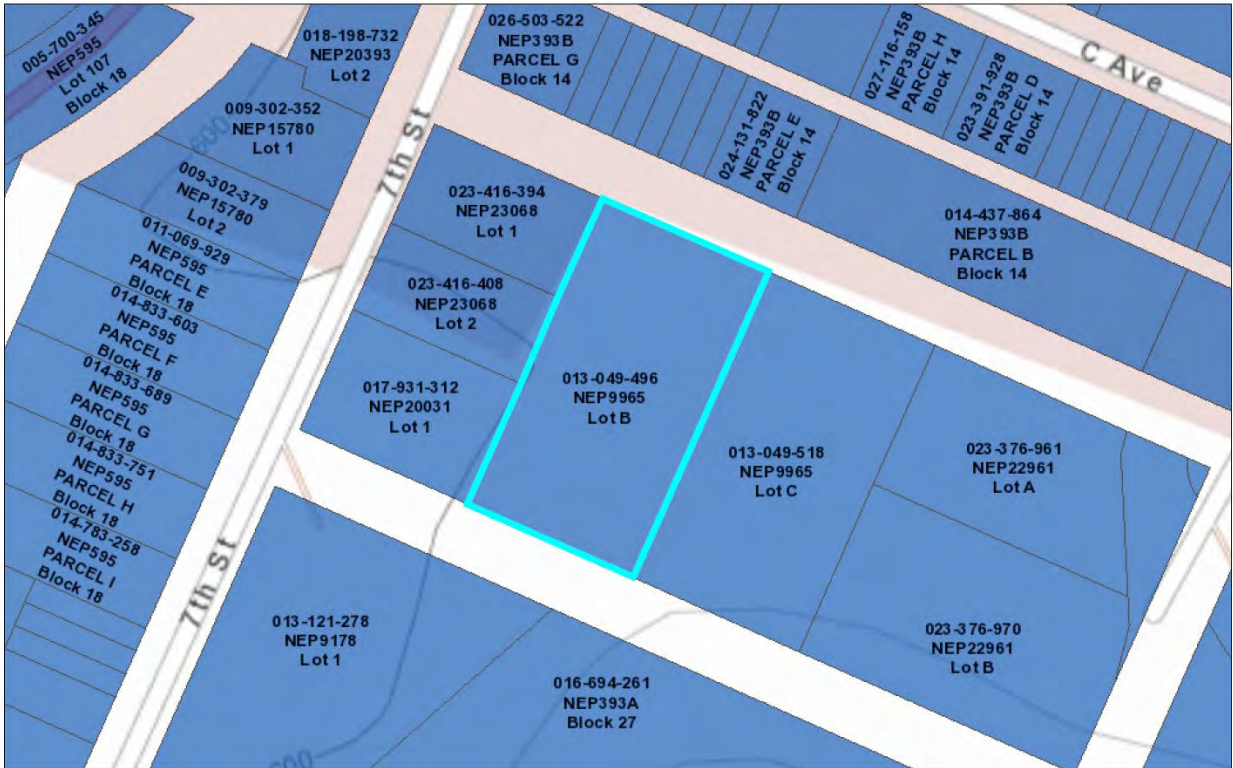 005-700-345
NEP595
Lot 107
Block 18
018-198-732
NEP20393
Lot 2
026-503-522
NEP393B
PARCEL G
Block 14
027-116-158
NEP393B
PARCEL H
Block 14
C Ave
023-391-928
NEP393B
PARCEL D
Block 14
009-302-352
NEP15780
Lot 1
600
7th St
024-131-822
NEP393B
PARCEL E
Block 14
009-302-379
NEP15780
Lot 2
023-416-394
NEP23068
Lot 1
014-437-864
NEP393B
PARCEL B
Block 14
011-069-929
NEP595
PARCEL E
Block 18
023-416-408
NEP23068
Lot 2
014-833-603
NEP595
PARCEL F
Block 18
017-931-312
NEP20031
Lot 1
013-049-496
NEP9965
Lot B
014-833-689
NEP595
PARCEL G
Block 18
013-049-518
NEP9965
Lot C
023-376-961
NEP22961
Lot A
014-833-751
NEP595
PARCEL H
Block 18
014-783-258
NEP595
PARCEL I
Block 18
7th St
013-121-278
NEP9178
Lot 1
023-376-970
NEP22961
Lot B
016-694-261
NEP393A
Block 27
600